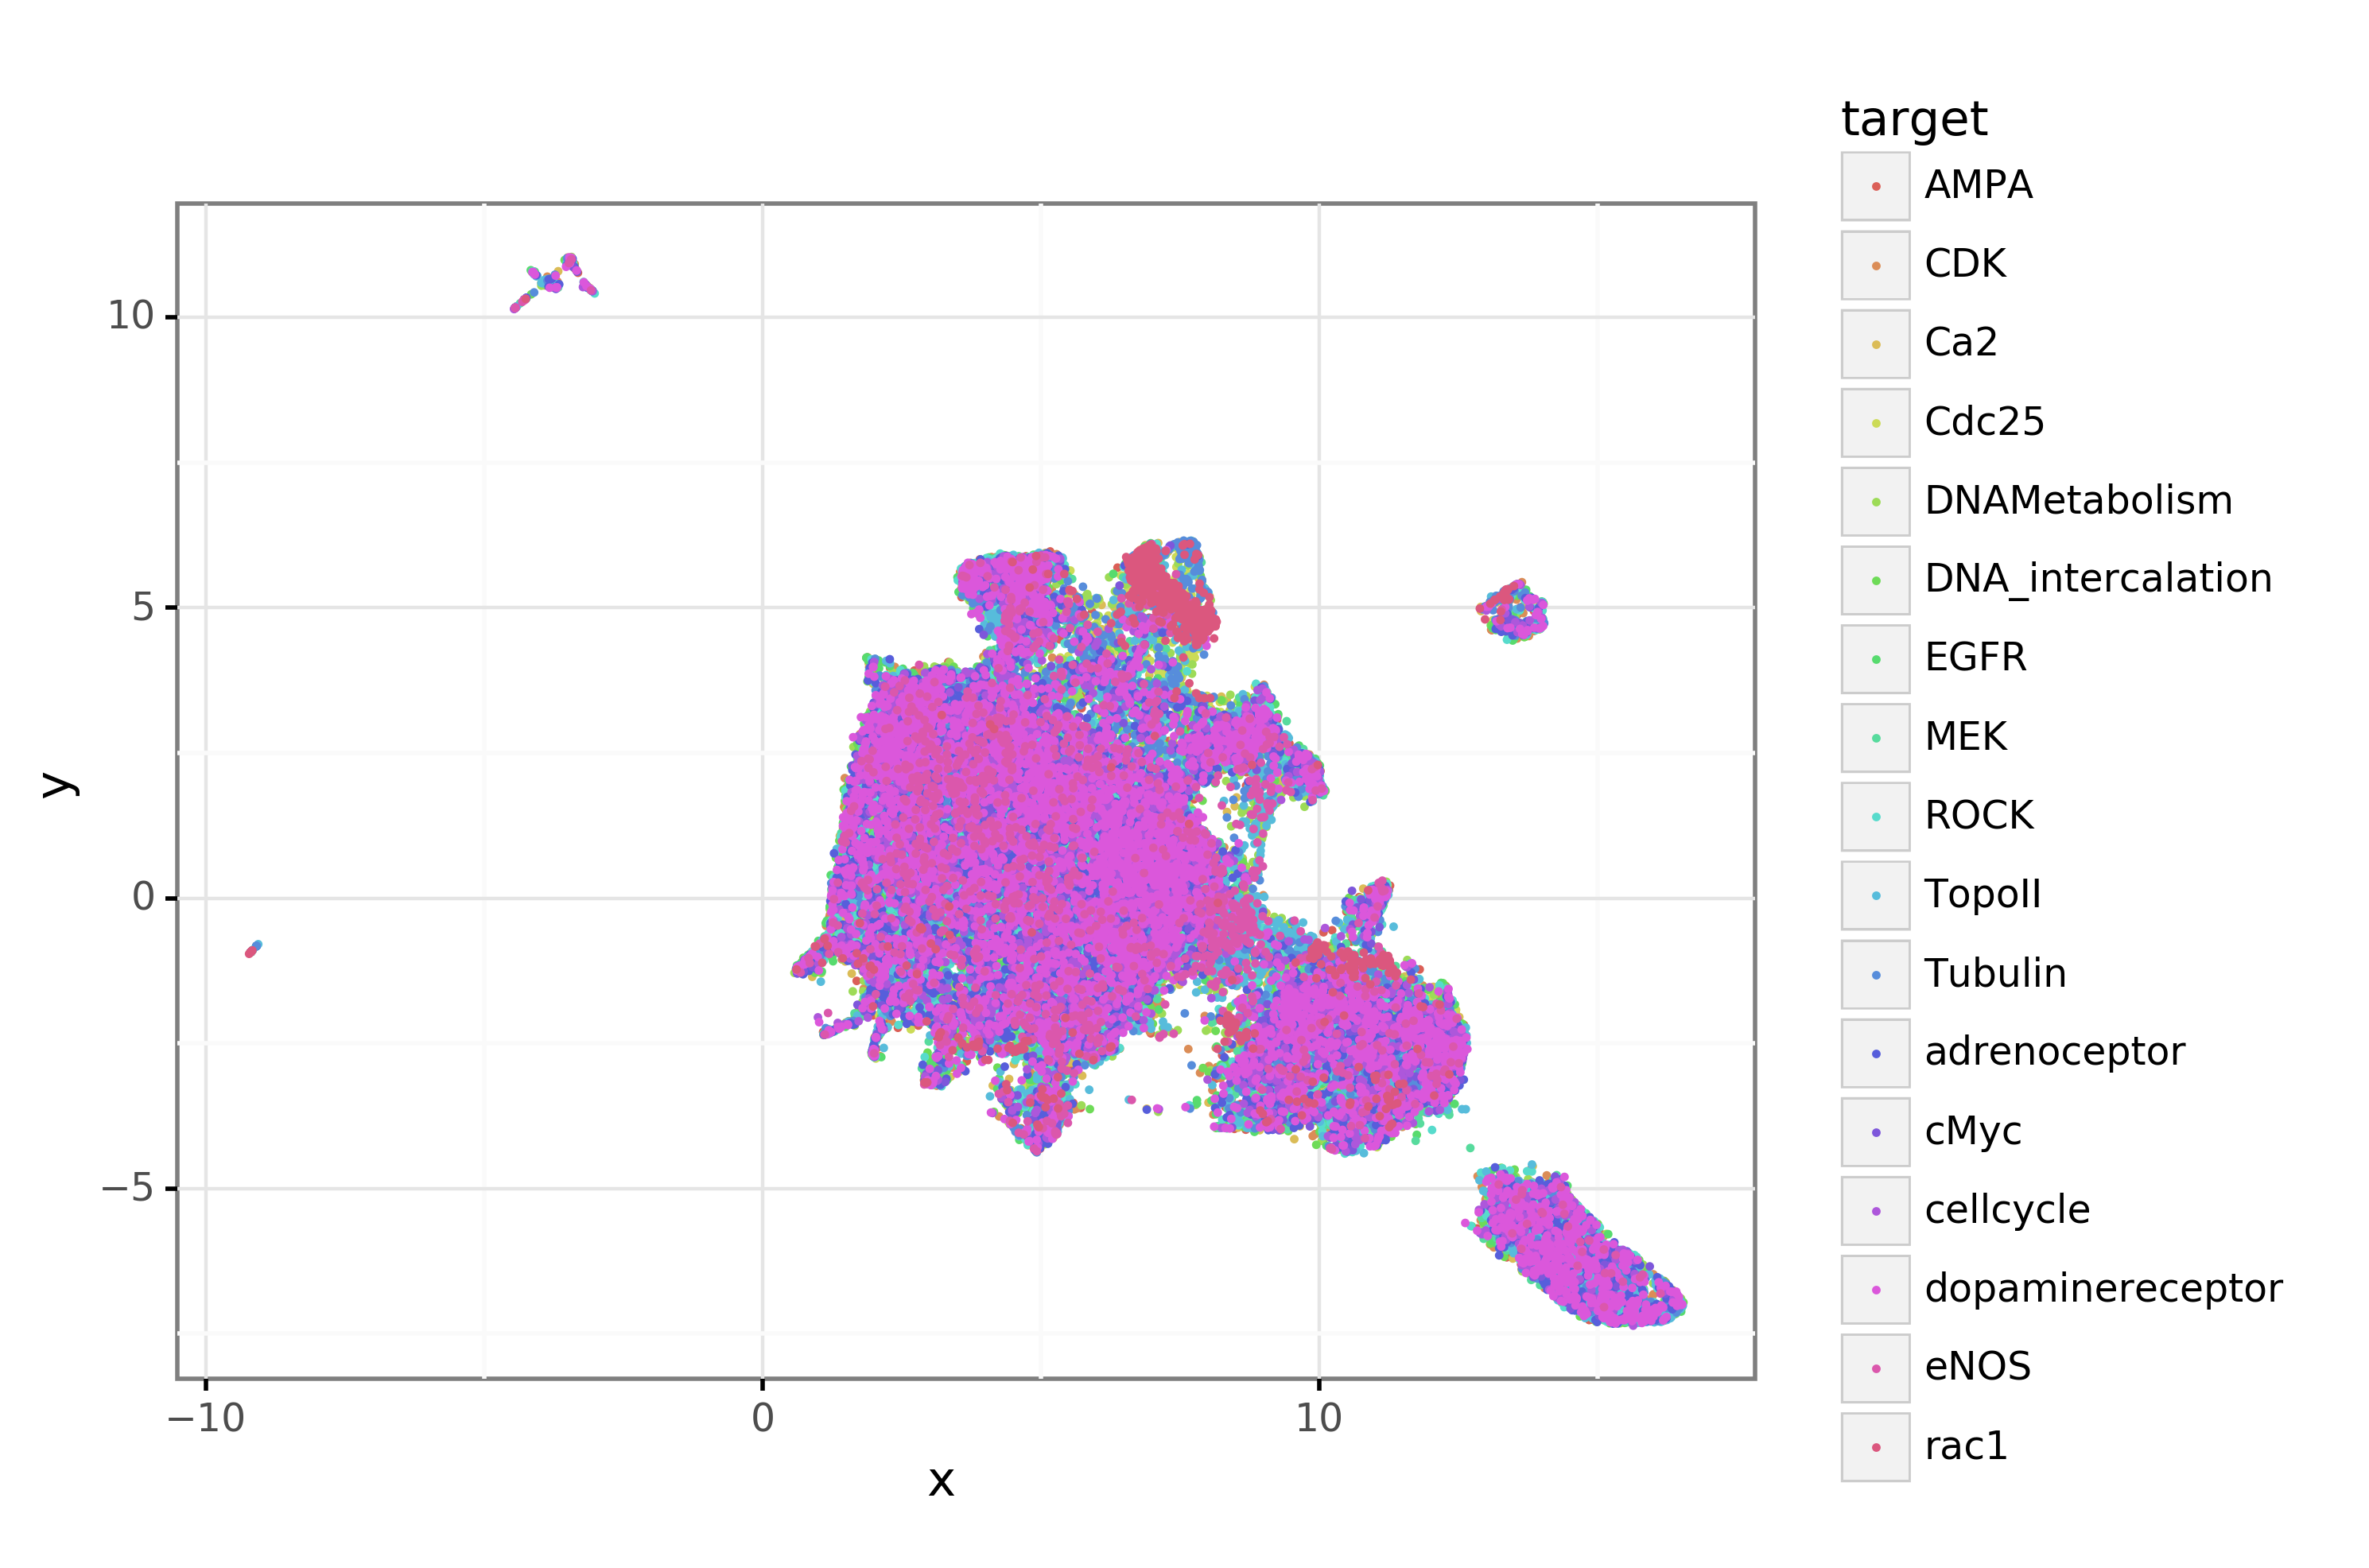 target
AMPA
CDK
Ca2
Cdc25
DNAMetabolism
DNA_intercalation
EGFR
MEK
ROCK
TopoII
Tubulin
adrenoceptor
cMyc
cellcycle
dopaminereceptor
eNOS
rac1
10
5
0
−5
y
−10
0
10
x